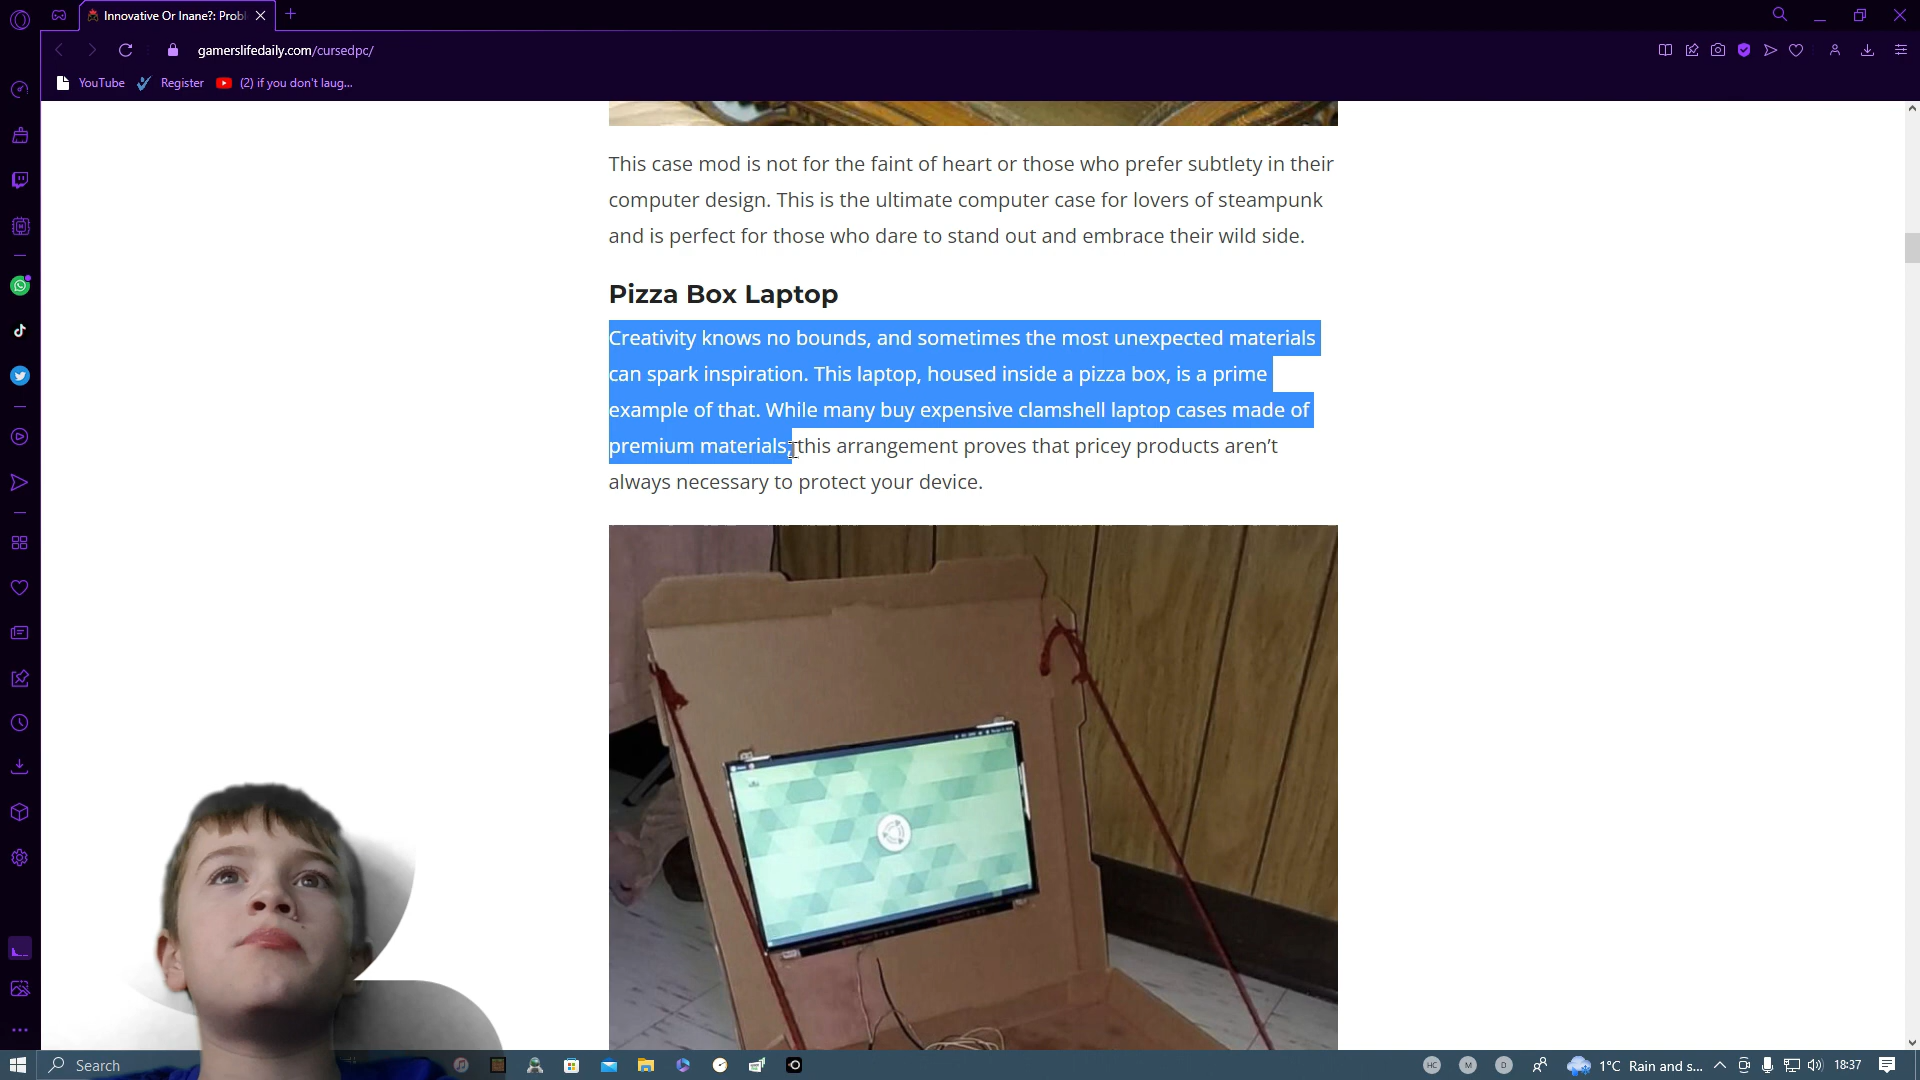 Innovative Or Inane?: Probl
gamerslifedaily.com/cursedpc/
YouTube
Register
(2) if you don't laug...
This case mod is not for the faint of heart or those who prefer subtlety in their
computer design. This is the ultimate computer case for lovers of steampunk
and is perfect for those who dare to stand out and embrace their wild side.
Pizza Box Laptop
Creativity knows no bounds, and sometimes the most unexpected materials
can spark inspiration. This laptop, housed inside a pizza box, is a prime
example of that. While many buy expensive clamshell laptop cases made of
premium materials, this arrangement proves that pricey products aren’t
always necessary to protect your device.
Search
HC
M
D
1°C Rain and s...
18:37